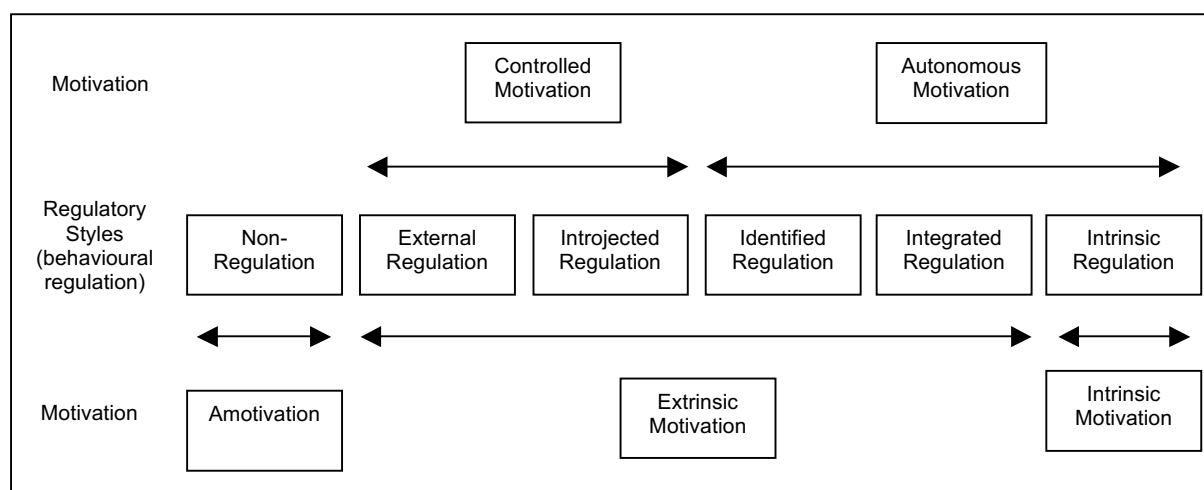 Motivation
Controlled
Motivation
Autonomous
Motivation
Regulatory
Styles
(behavioural
regulation)
Non-
Regulation
External
Regulation
Introjected
Regulation
Identified
Regulation
Integrated
Regulation
Intrinsic
Regulation
Motivation
Amotivation
Extrinsic
Motivation
Intrinsic
Motivation